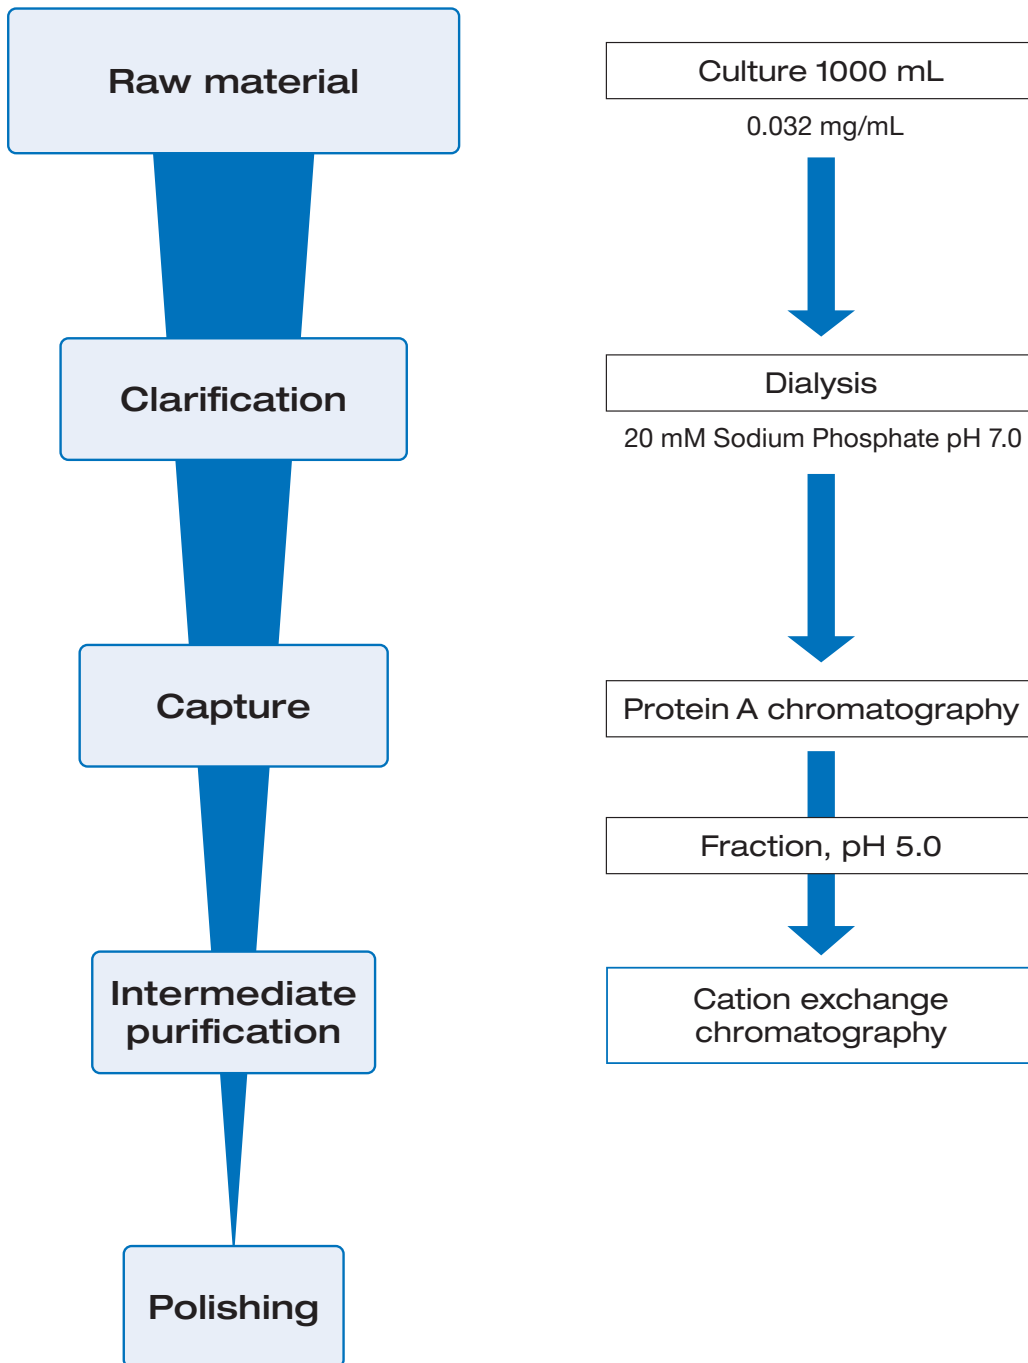 Raw material
Culture 1000 mL
0.032 mg/mL
Clarification
Dialysis
20 mM Sodium Phosphate pH 7.0
Capture
Protein A chromatography
Fraction, pH 5.0
Intermediate
purification
Cation exchange
chromatography
Polishing